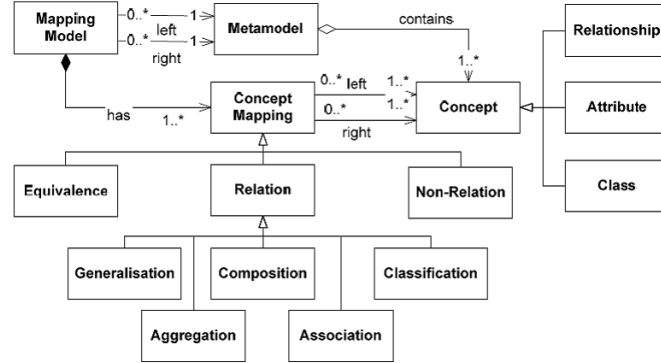 Mapping
Model
0..*
1
left
0..*
1
right
Metamodel
contains
1..*
Relationship
has
1..*
Concept
Mapping
0..*
left
1..*
0..*
1..*
right
Concept
Attribute
Class
Equivalence
Relation
Non-Relation
Generalisation
Composition
Classification
Aggregation
Association